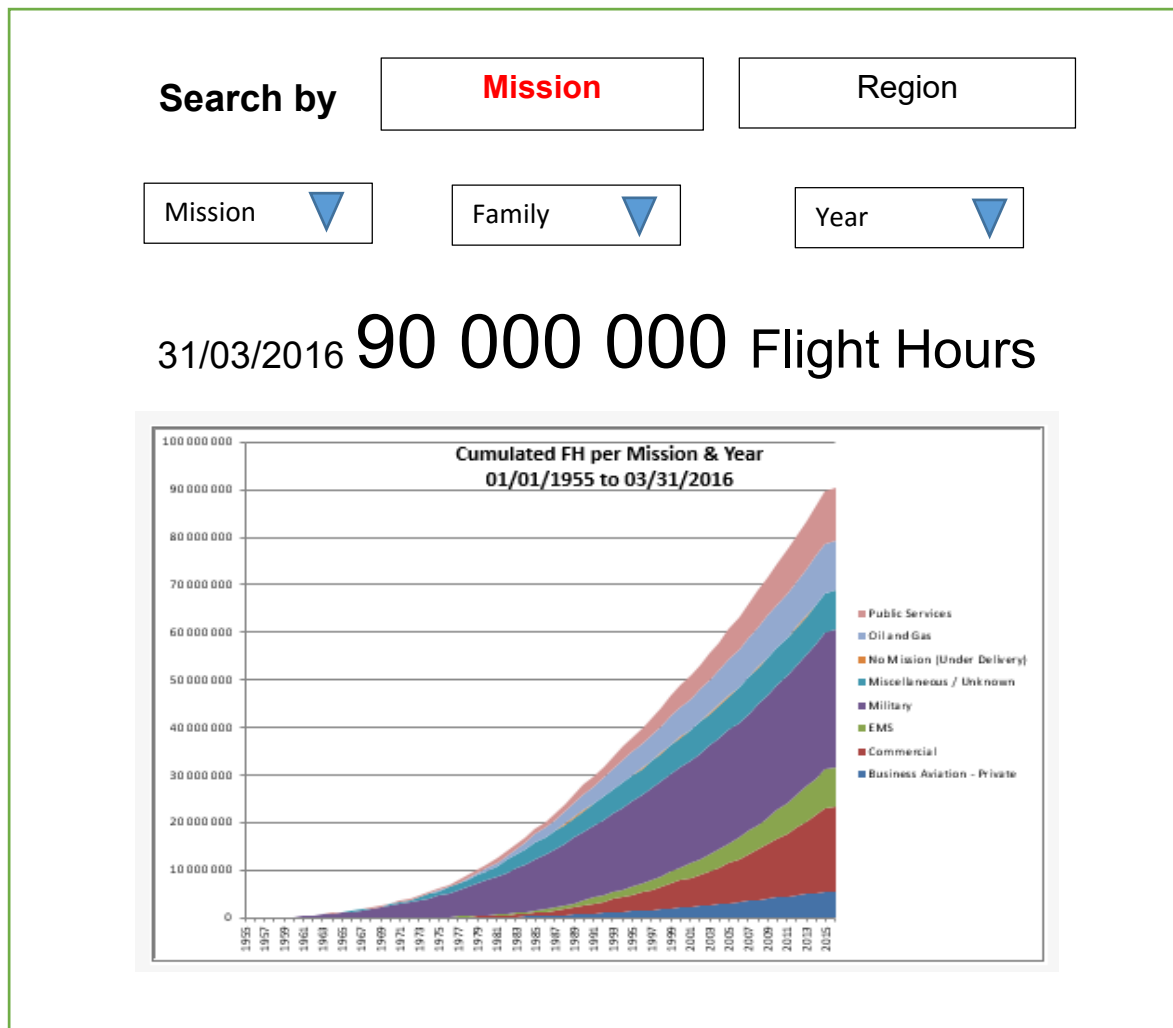 Search by Mission Region
Mission Family Year
31/03/2016 90 000 000 Flight Hours
Cumulated FH per Mission & Year
01/01/1955 to 03/31/2016
100 000 000
90 000 000
80 000 000
70 000 000
60 000 000
50 000 000
40 000 000
30 000 000
20 000 000
10 000 000
0
1955
1957
1959
1961
1963
1965
1967
1969
1971
1973
1975
1977
1979
1981
1983
1985
1987
1989
1991
1993
1995
1997
1999
2001
2003
2005
2007
2009
2011
2013
2015
Public Services
Oil and Gas
No Mission (Under Delivery)
Miscellaneous / Unknown
Military
EMS
Commercial
Business Aviation - Private